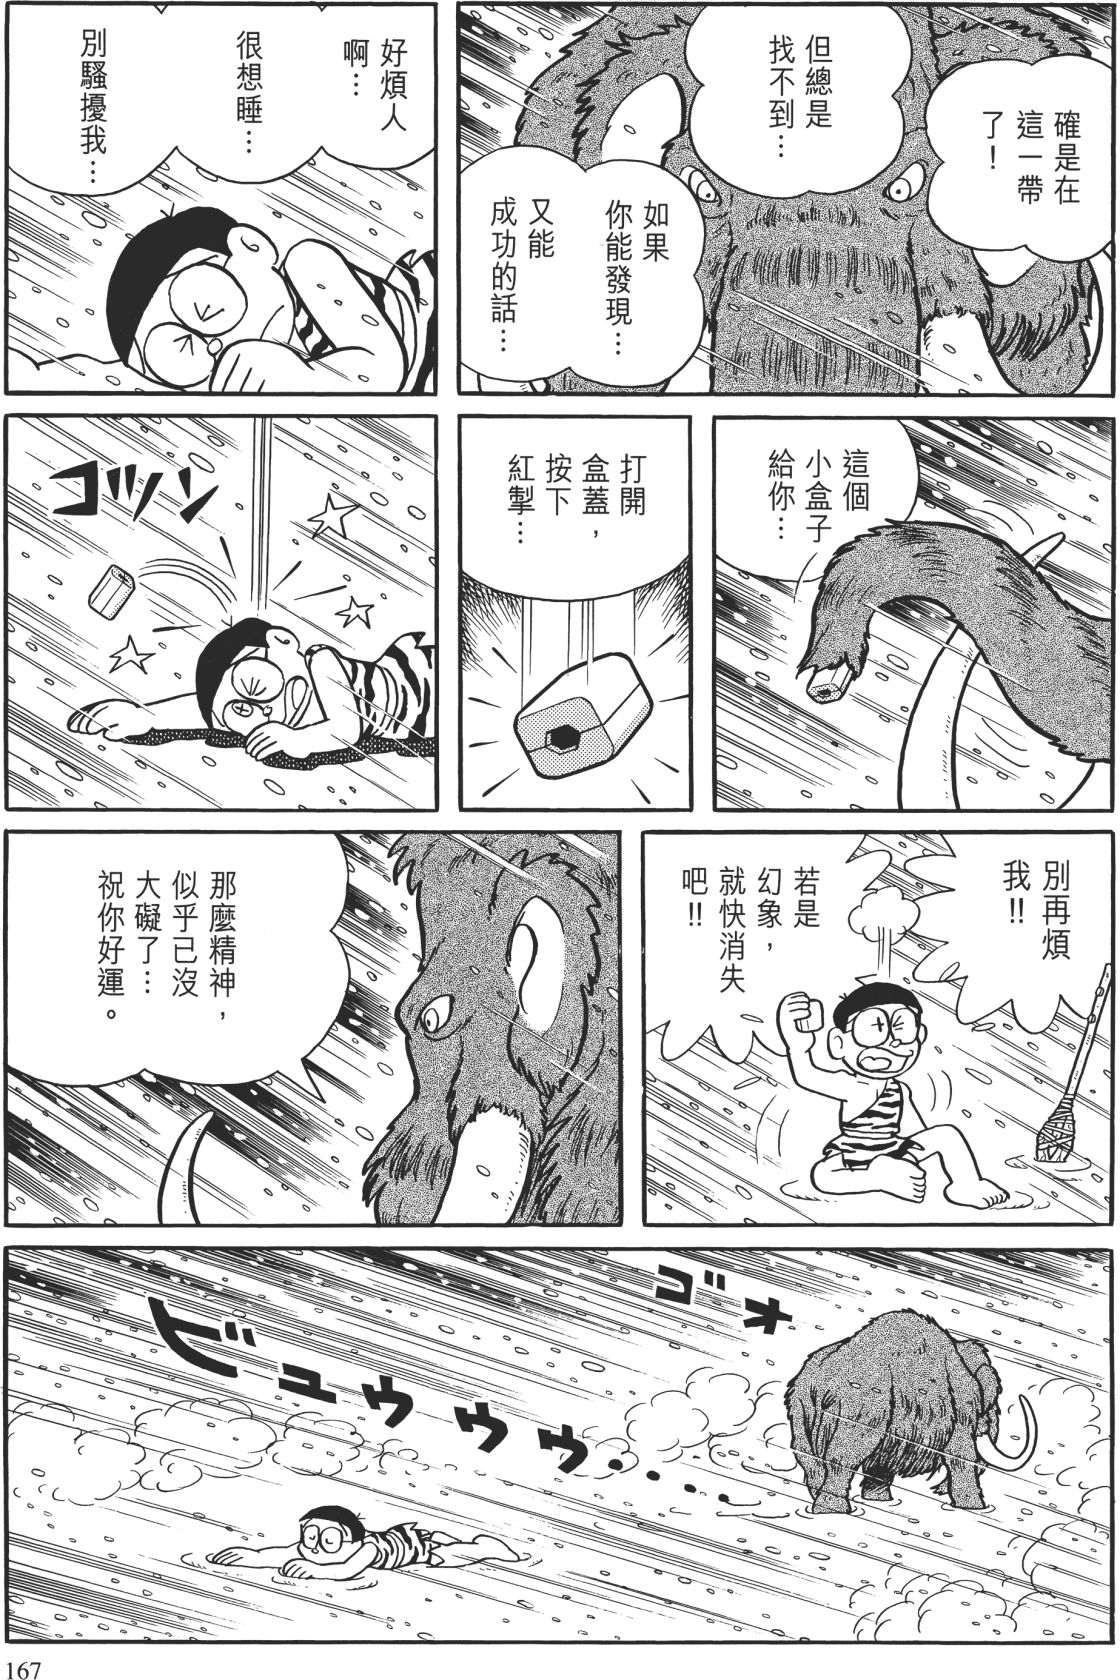 確是在
這一帶
了！
但總是
找不到…
如果
你能發現…
又能
成功的話…
好煩人
啊…
很想睡…
別騷擾我…
這個
小盒子
給你…
打開
盒蓋，
按下
紅掣…
コツン
別再煩
我!!
若是
幻象，
就快消失
吧!!
那麼精神，
似乎已沒
大礙了…
祝你好運。
ゴオ
ビュウウウ……
167